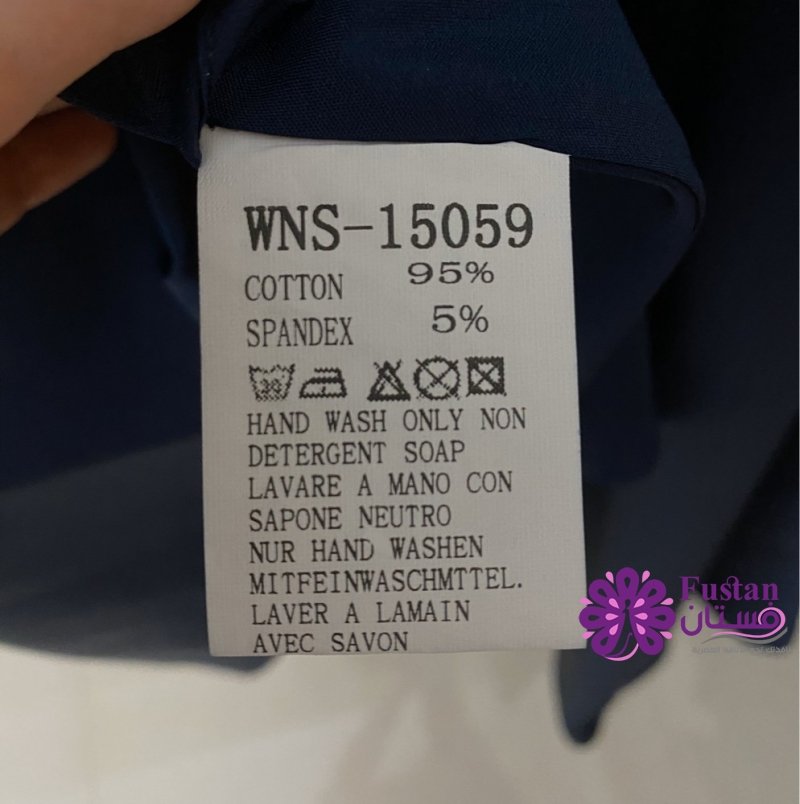 WNS-15059
COTTON 95%
SPANDEX 5%
30
HAND WASH ONLY NON
DETERGENT SOAP
LAVARE A MANO CON
SAPONE NEUTRO
NUR HAND WASHEN
MITFEINWASCHMTTEL.
LAVER A LAMAIN
AVEC SAVON
Fustan
فستان